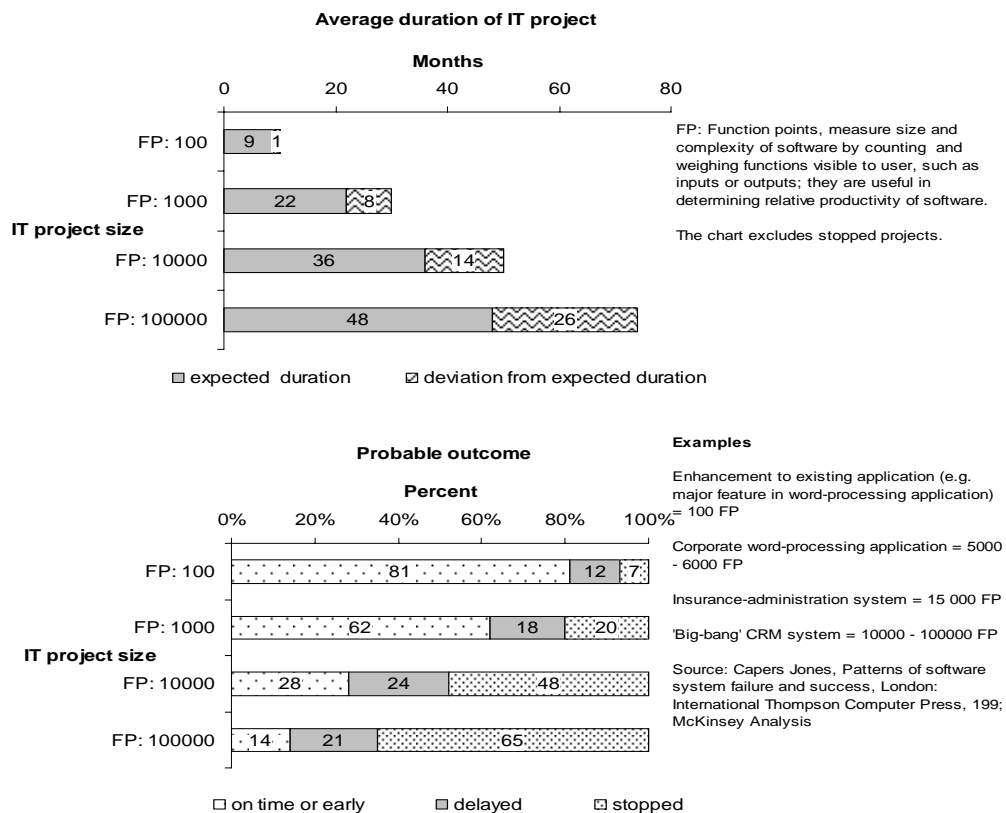 Average duration of IT project
Months
0 20 40 60 80
FP: 100 9 1
FP: 1000 22 8
IT project size
FP: 10000 36 14
FP: 100000 48 26
expected duration deviation from expected duration
FP: Function points, measure size and
complexity of software by counting and
weighing functions visible to user, such as
inputs or outputs; they are useful in
determining relative productivity of software.
The chart excludes stopped projects.
Probable outcome
Percent
0% 20% 40% 60% 80% 100%
FP: 100 81 12 7
FP: 1000 62 18 20
IT project size
FP: 10000 28 24 48
FP: 100000 14 21 65
on time or early delayed stopped
Examples
Enhancement to existing application (e.g.
major feature in word-processing application)
= 100 FP
Corporate word-processing application = 5000
- 6000 FP
Insurance-administration system = 15 000 FP
'Big-bang' CRM system = 10000 - 100000 FP
Source: Capers Jones, Patterns of software
system failure and success, London:
International Thompson Computer Press, 199;
McKinsey Analysis